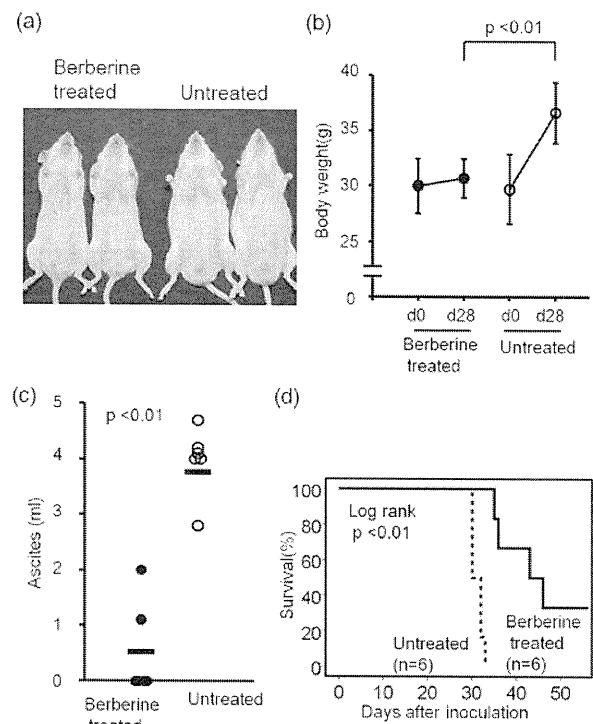 (a)
Berberine
treated
Untreated
(b)
p <0.01
Body weight(g)
40
35
30
25
0
d0 d28 d0 d28
Berberine
treated
Untreated
(c)
p <0.01
Ascites (ml)
5
4
3
2
1
0
Berberine
treated
Untreated
(d)
Survival(%)
100
80
60
40
20
0
Log rank
p <0.01
Untreated
(n=6)
Berberine
treated
(n=6)
0 10 20 30 40 50
Days after inoculation